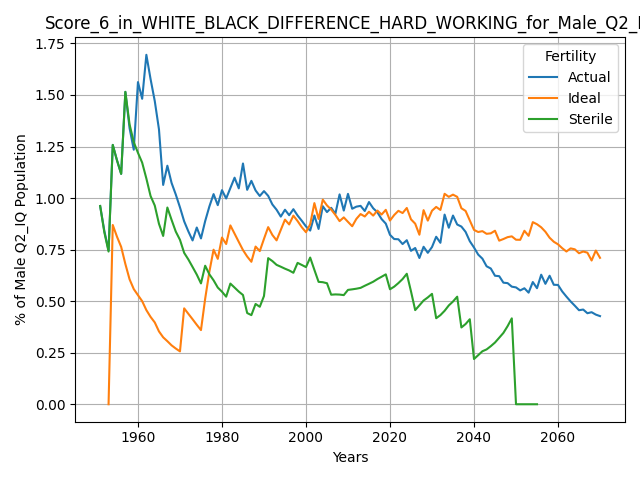 Score_6_in_WHITE_BLACK_DIFFERENCE_HARD_WORKING_for_Male_Q2_I
1.75
1.50
1.25
1.00
0.75
0.50
0.25
0.00
% of Male Q2_IQ Population
1960
1980
2000
2020
2040
2060
Years
Fertility
Actual
Ideal
Sterile